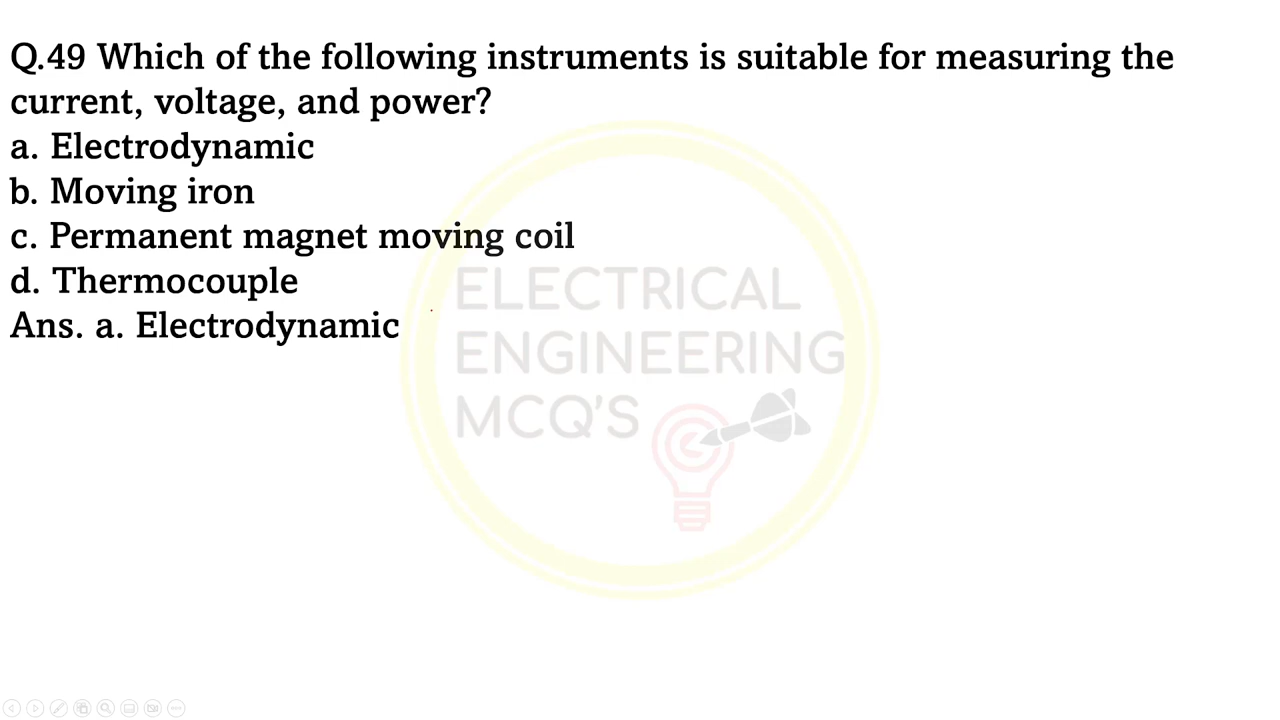 Q.49 Which of the following instruments is suitable for measuring the
current, voltage, and power?
a. Electrodynamic
b. Moving iron
c. Permanent magnet moving coil
d. Thermocouple
Ans. a. Electrodynamic
ELECTRICAL
ENGINEERING
MCQ'S